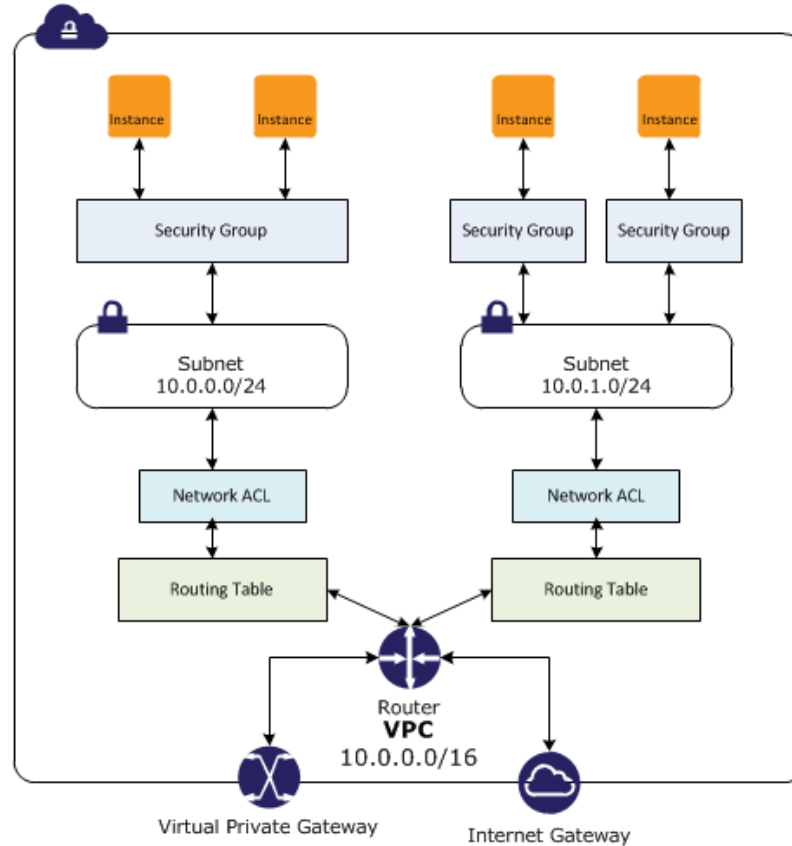 Instance
Instance
Instance
Instance
Security Group
Security Group
Security Group
Subnet
10.0.0.0/24
Subnet
10.0.1.0/24
Network ACL
Network ACL
Routing Table
Routing Table
Router
VPC
10.0.0.0/16
Virtual Private Gateway
Internet Gateway